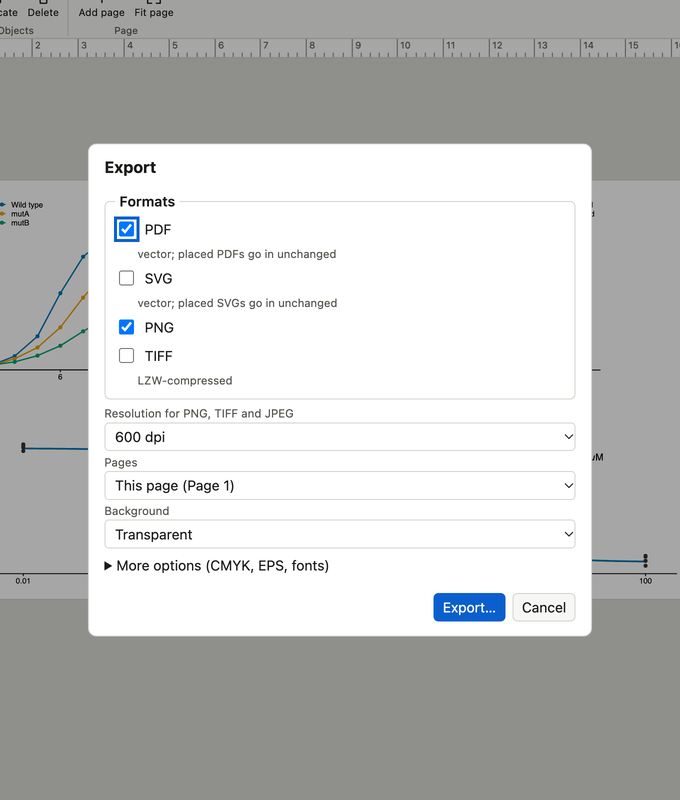 cate Delete Add page Fit page
Objects Page
2 3 4 5 6 7 8 9 10 11 12 13 14 15
Export
Wild type
mutA
mutB
Formats
PDF
vector; placed PDFs go in unchanged
SVG
vector; placed SVGs go in unchanged
PNG
TIFF
LZW-compressed
6
Resolution for PNG, TIFF and JPEG
600 dpi
Pages
This page (Page 1)
Background
Transparent
More options (CMYK, EPS, fonts)
0.01 100
Export... Cancel